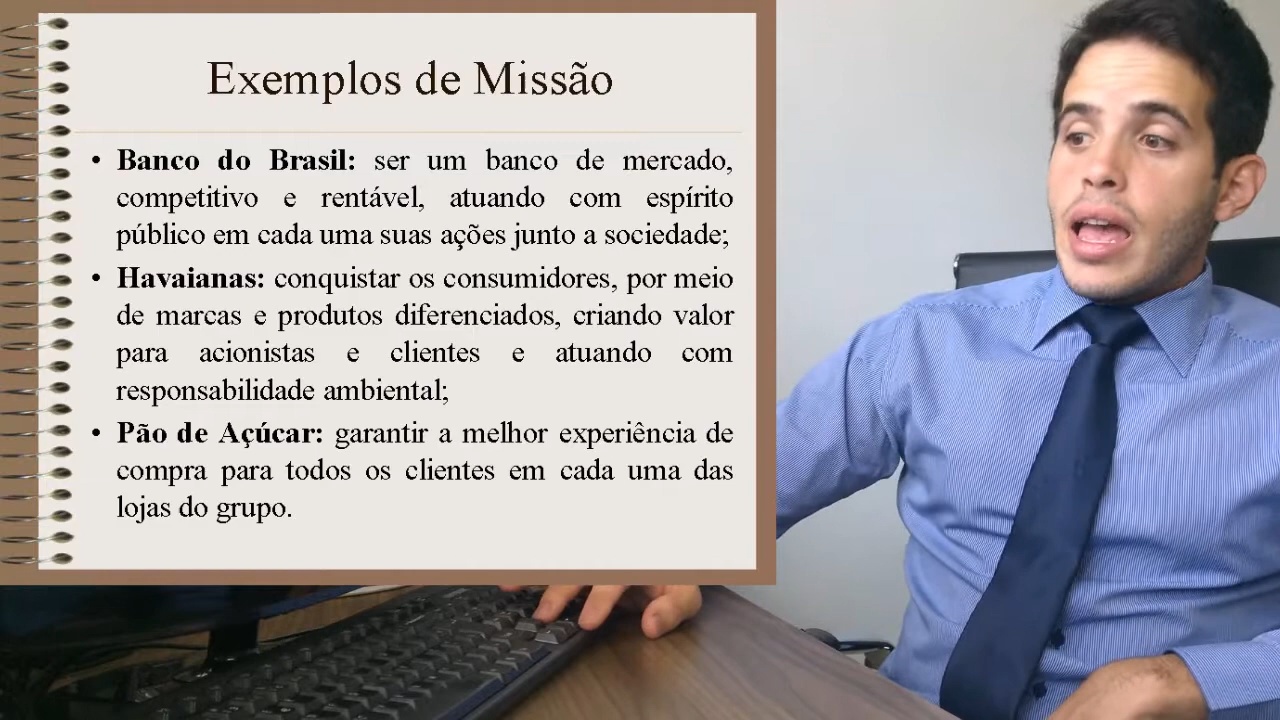 Exemplos de Missão
• Banco do Brasil: ser um banco de mercado,
competitivo e rentável, atuando com espírito
público em cada uma suas ações junto a sociedade;
• Havaianas: conquistar os consumidores, por meio
de marcas e produtos diferenciados, criando valor
para acionistas e clientes e atuando com
responsabilidade ambiental;
• Pão de Açúcar: garantir a melhor experiência de
compra para todos os clientes em cada uma das
lojas do grupo.